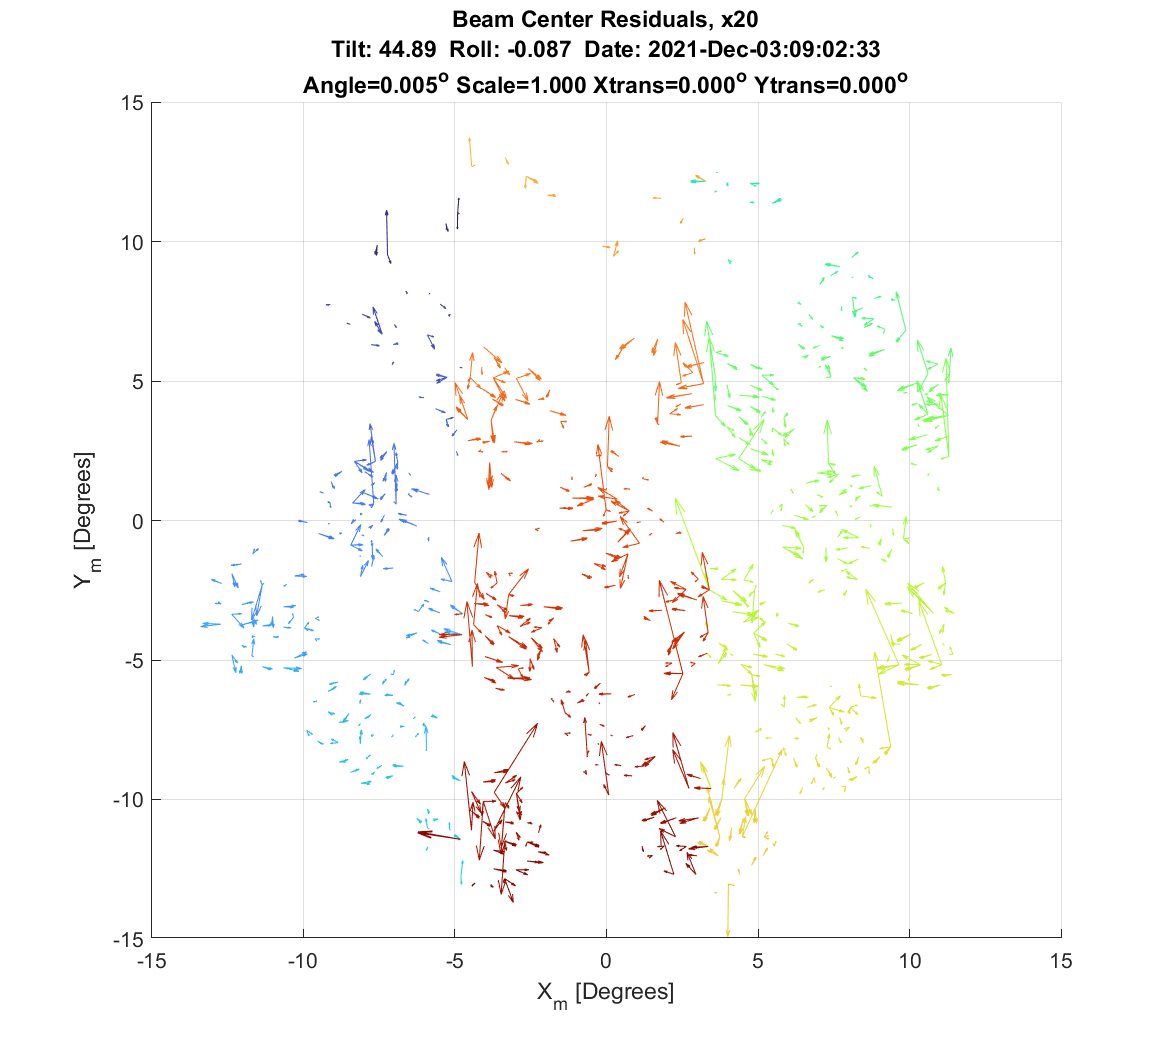 Beam Center Residuals, x20
Tilt: 44.89 Roll: -0.087 Date: 2021-Dec-03:09:02:33
Angle=0.005° Scale=1.000 Xtrans=0.000° Ytrans=0.000°
15
10
5
0
-5
-10
-15
Y_m [Degrees]
-15 -10 -5 0 5 10 15
X_m [Degrees]